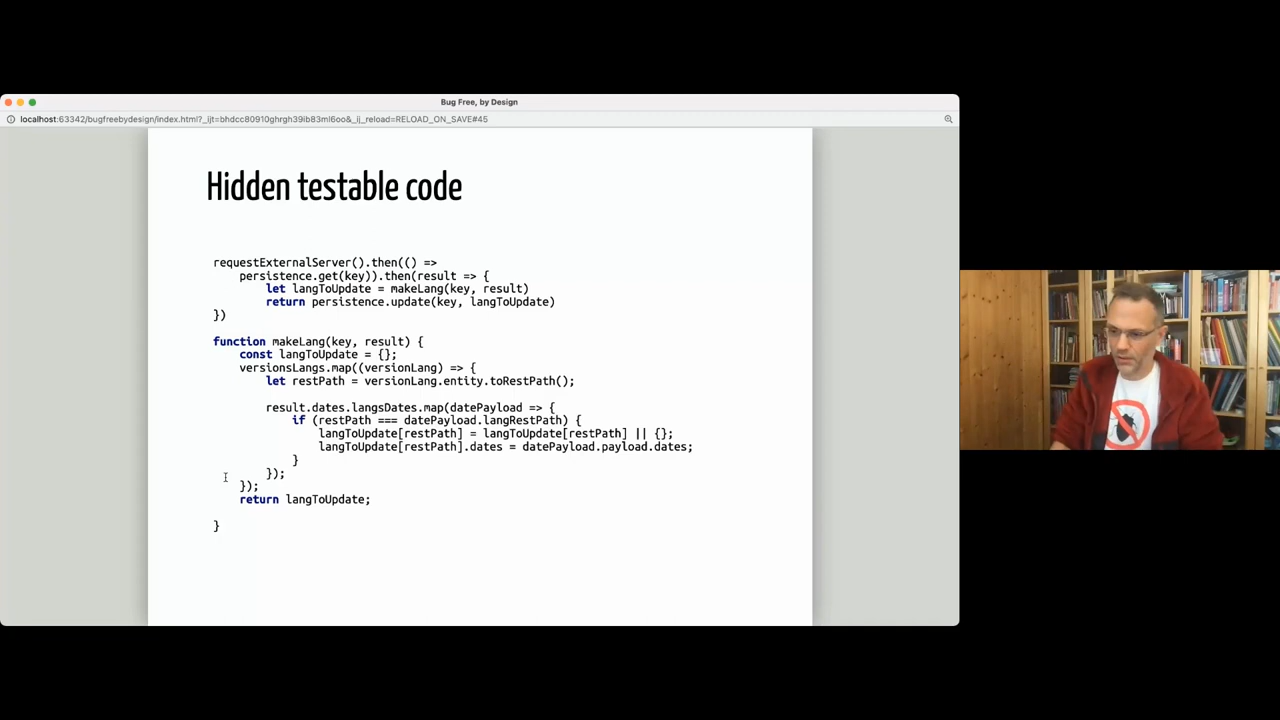 Bug Free, by Design
localhost:63342/bugfreebydesign/index.html?_ijt=bhdcc80910ghrgh39ib83ml6oo&_ij_reload=RELOAD_ON_SAVE#45
Hidden testable code
requestExternalServer().then(() =>
persistence.get(key)).then(result => {
let langToUpdate = makeLang(key, result)
return persistence.update(key, langToUpdate)
})
function makeLang(key, result) {
const langToUpdate = {};
versionsLangs.map((versionLang) => {
let restPath = versionLang.entity.toRestPath();
result.dates.langsDates.map(datePayload => {
if (restPath === datePayload.langRestPath) {
langToUpdate[restPath] = langToUpdate[restPath] || {};
langToUpdate[restPath].dates = datePayload.payload.dates;
}
});
});
return langToUpdate;
}